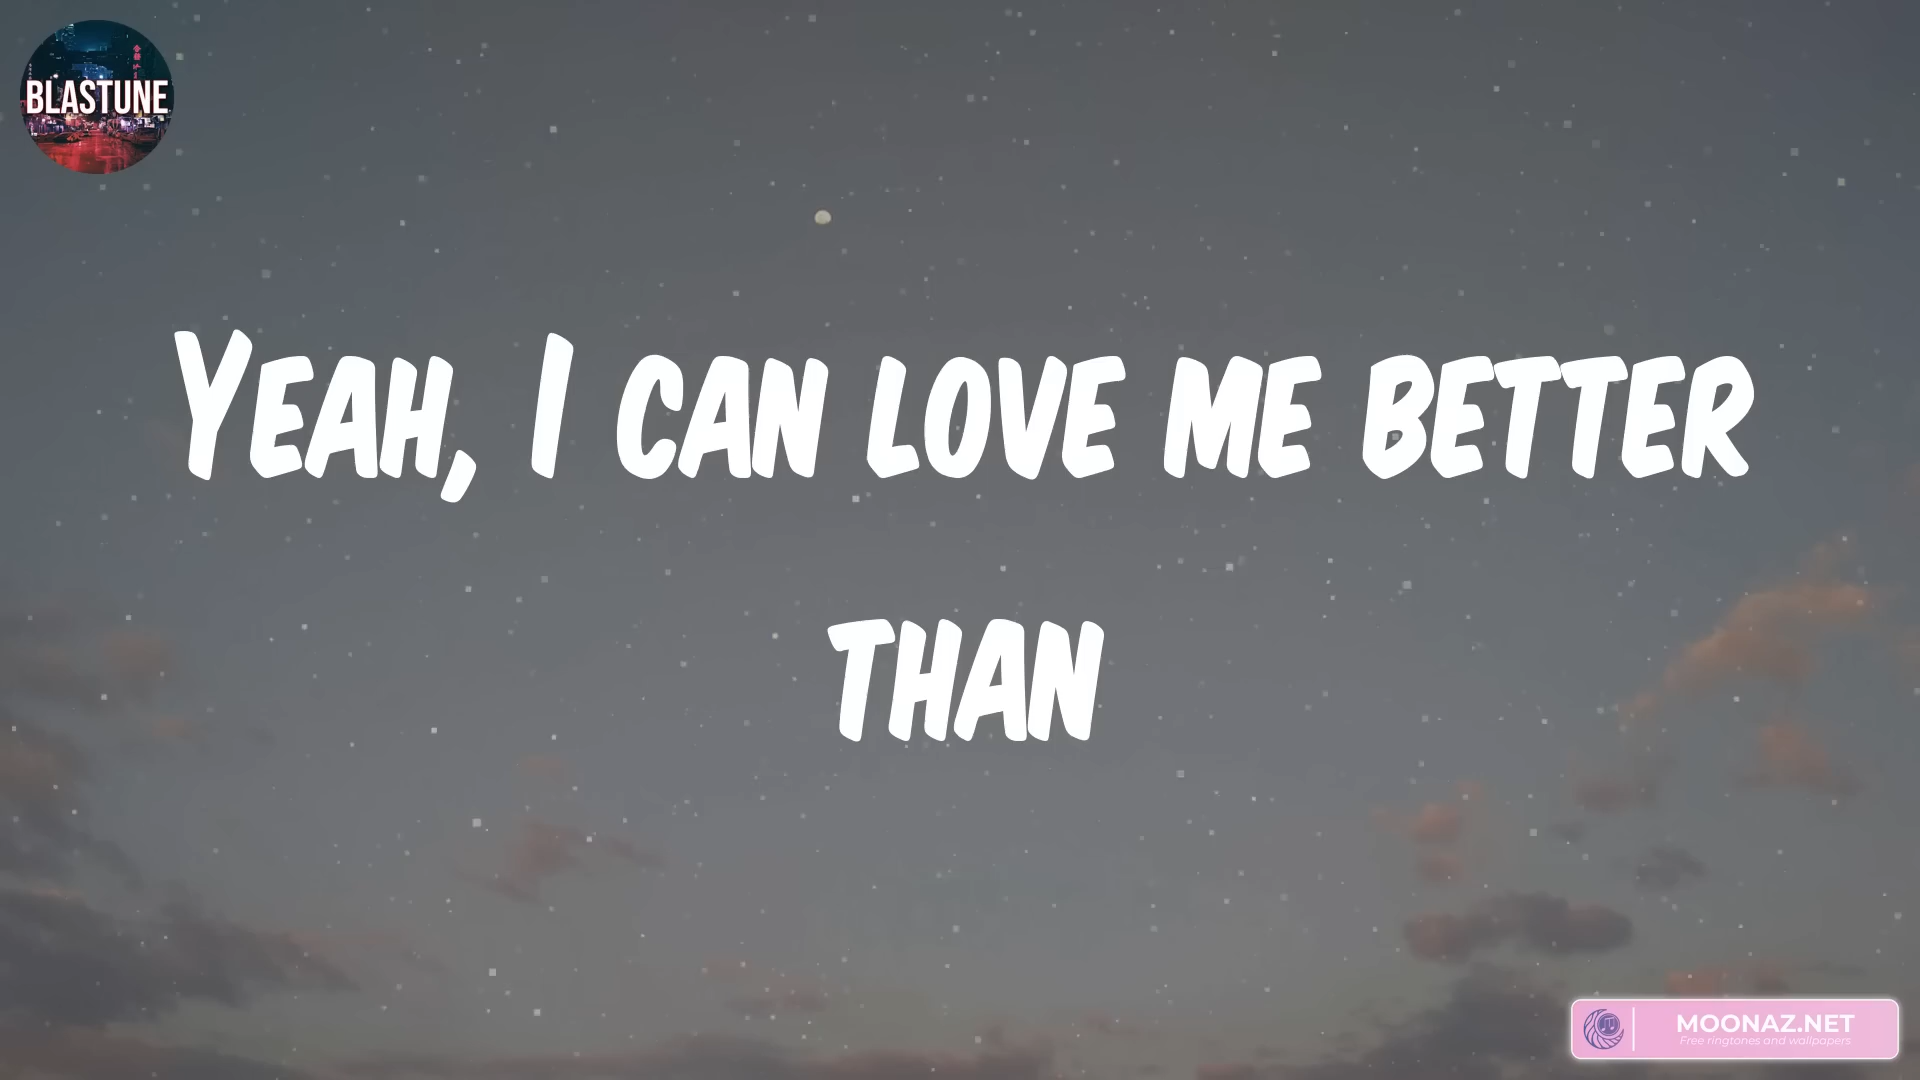 BLASTUNE
Yeah, I can love me better
than
MOONAZ.NET
Free ringtones and wallpapers